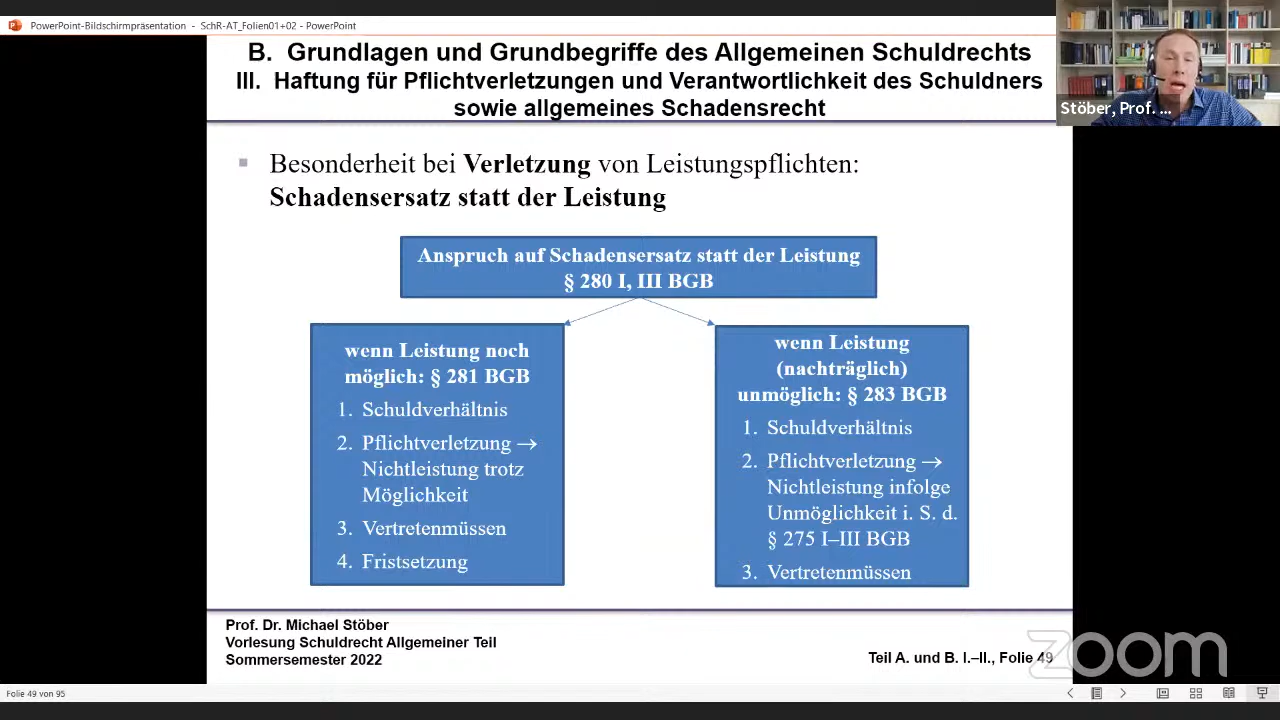 PowerPoint-Bildschirmpräsentation - SchR-AT_Folien01+02 - PowerPoint
B. Grundlagen und Grundbegriffe des Allgemeinen Schuldrechts
III. Haftung für Pflichtverletzungen und Verantwortlichkeit des Schuldners
sowie allgemeines Schadensrecht
Stöber, Prof. ...
Besonderheit bei Verletzung von Leistungspflichten:
Schadensersatz statt der Leistung
Anspruch auf Schadensersatz statt der Leistung
§ 280 I, III BGB
wenn Leistung noch
möglich: § 281 BGB
1. Schuldverhältnis
2. Pflichtverletzung →
Nichtleistung trotz
Möglichkeit
3. Vertretenmüssen
4. Fristsetzung
wenn Leistung
(nachträglich)
unmöglich: § 283 BGB
1. Schuldverhältnis
2. Pflichtverletzung →
Nichtleistung infolge
Unmöglichkeit i. S. d.
§ 275 I–III BGB
3. Vertretenmüssen
Prof. Dr. Michael Stöber
Vorlesung Schuldrecht Allgemeiner Teil
Sommersemester 2022
Teil A. und B. I.–II., Folie 49
zoom
Folie 49 von 95